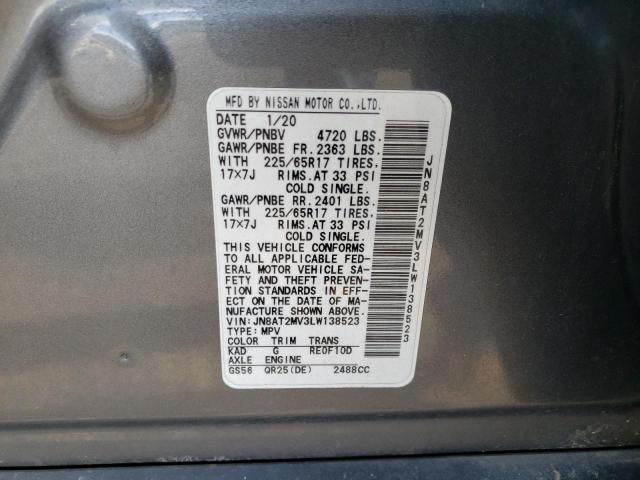 MFD BY NISSAN MOTOR CO.,LTD.
DATE 1/20
GVWR/PNBV 4720 LBS.
GAWR/PNBE FR.2363 LBS.
WITH 225/65R17 TIRES.
17×7J RIMS.AT 33 PSI
COLD SINGLE.
GAWR/PNBE RR.2401 LBS.
WITH 225/65R17 TIRES.
17×7J RIMS.AT 33 PSI
COLD SINGLE.
THIS VEHICLE CONFORMS
TO ALL APPLICABLE FED-
ERAL MOTOR VEHICLE SA-
FETY AND THEFT PREVEN-
TION STANDARDS IN EFF-
ECT ON THE DATE OF MA-
NUFACTURE SHOWN ABOVE.
VIN:JN8AT2MV3LW138523
TYPE:MPV
COLOR TRIM TRANS
KAD G RE0F10D
AXLE ENGINE
GS56 QR25(DE) 2488CC
JN8AT2MV3LW138523